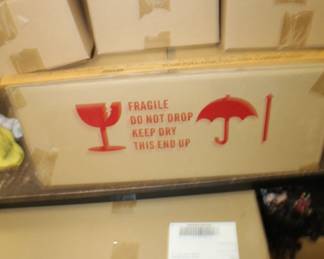 FRAGILE
DO NOT DROP
KEEP DRY
THIS END UP